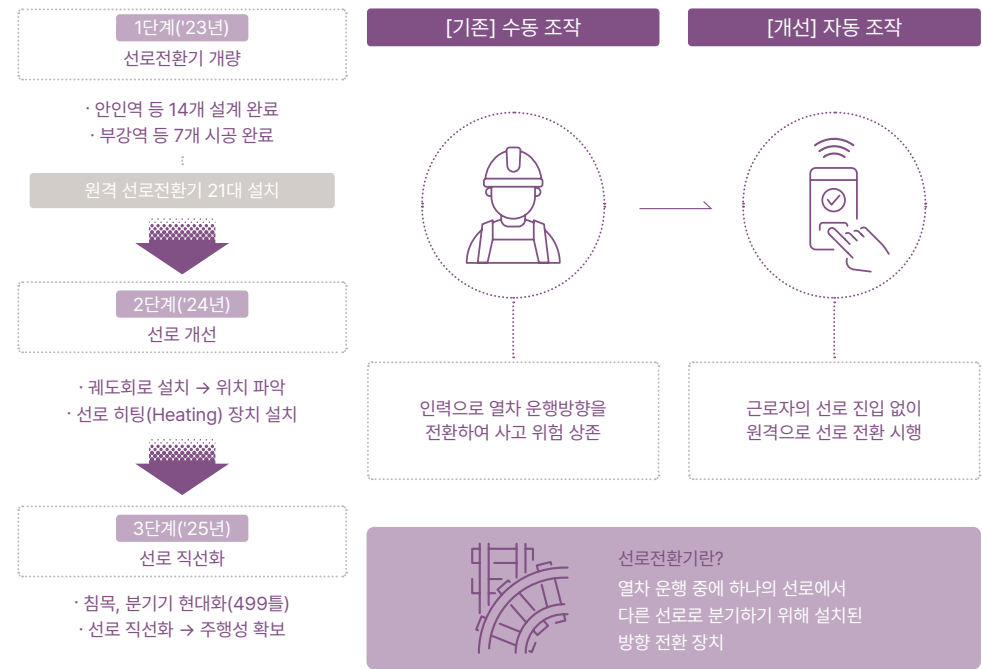 1단계('23년)
선로전환기 개량
· 안인역 등 14개 설계 완료
· 부강역 등 7개 시공 완료
원격 선로전환기 21대 설치
2단계('24년)
선로 개선
· 궤도회로 설치 → 위치 파악
· 선로 히팅(Heating) 장치 설치
3단계('25년)
선로 직선화
· 침목, 분기기 현대화(499틀)
· 선로 직선화 → 주행성 확보
[기존] 수동 조작
인력으로 열차 운행방향을
전환하여 사고 위험 상존
[개선] 자동 조작
근로자의 선로 진입 없이
원격으로 선로 전환 시행
선로전환기란?
열차 운행 중에 하나의 선로에서
다른 선로로 분기하기 위해 설치된
방향 전환 장치